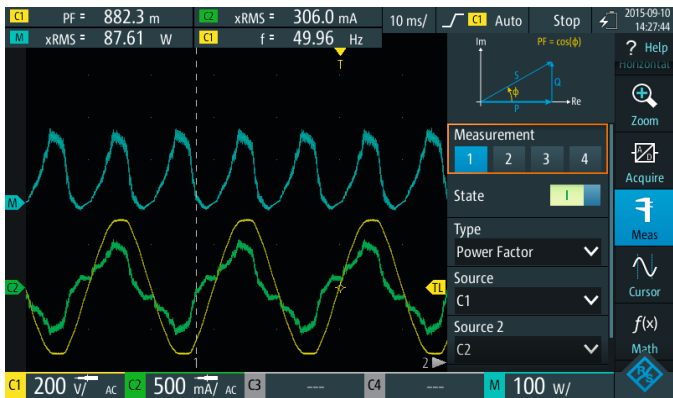 C1 PF = 882.3 m C2 xRMS = 306.0 mA 10 ms/ C1 Auto Stop 2015-09-10
14:27:44
M xRMS = 87.61 W C1 f = 49.96 Hz
? Help
Horizontal
Im PF = cos(ϕ)
S Q
ϕ
P Re
T
Zoom
Measurement
1 2 3 4
A/D
Acquire
State I
M
Meas
Type
Power Factor
Source
C1
C2
TL
Cursor
Source 2
C2
f(x)
Math
2
R&S
C1 200 V/ AC C2 500 mA/ AC C3 --- C4 --- M 100 W/